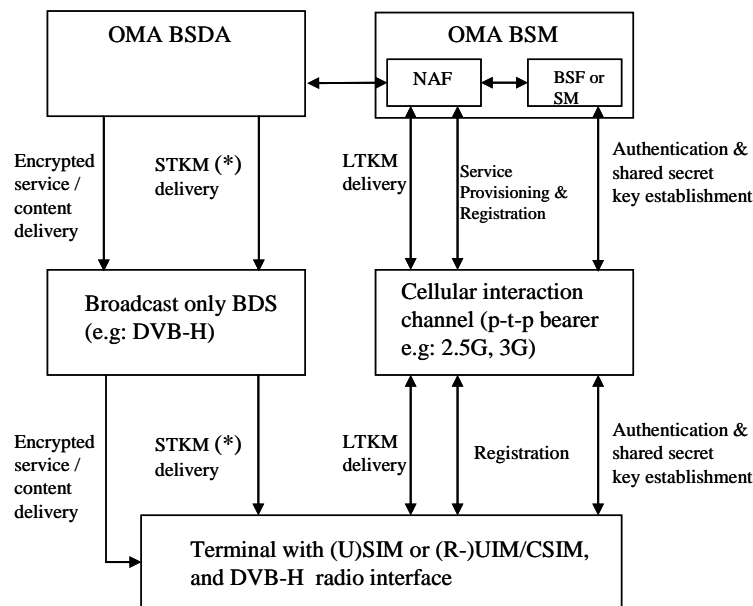 OMA BSDA
OMA BSM
NAF
BSF or
SM
Encrypted
service /
content
delivery
STKM (*)
delivery
LTKM
delivery
Service
Provisioning &
Registration
Authentication &
shared secret
key establishment
Broadcast only BDS
(e.g: DVB-H)
Cellular interaction
channel (p-t-p bearer
e.g: 2.5G, 3G)
Encrypted
service /
content
delivery
STKM (*)
delivery
LTKM
delivery
Registration
Authentication &
shared secret
key establishment
Terminal with (U)SIM or (R-)UIM/CSIM,
and DVB-H radio interface